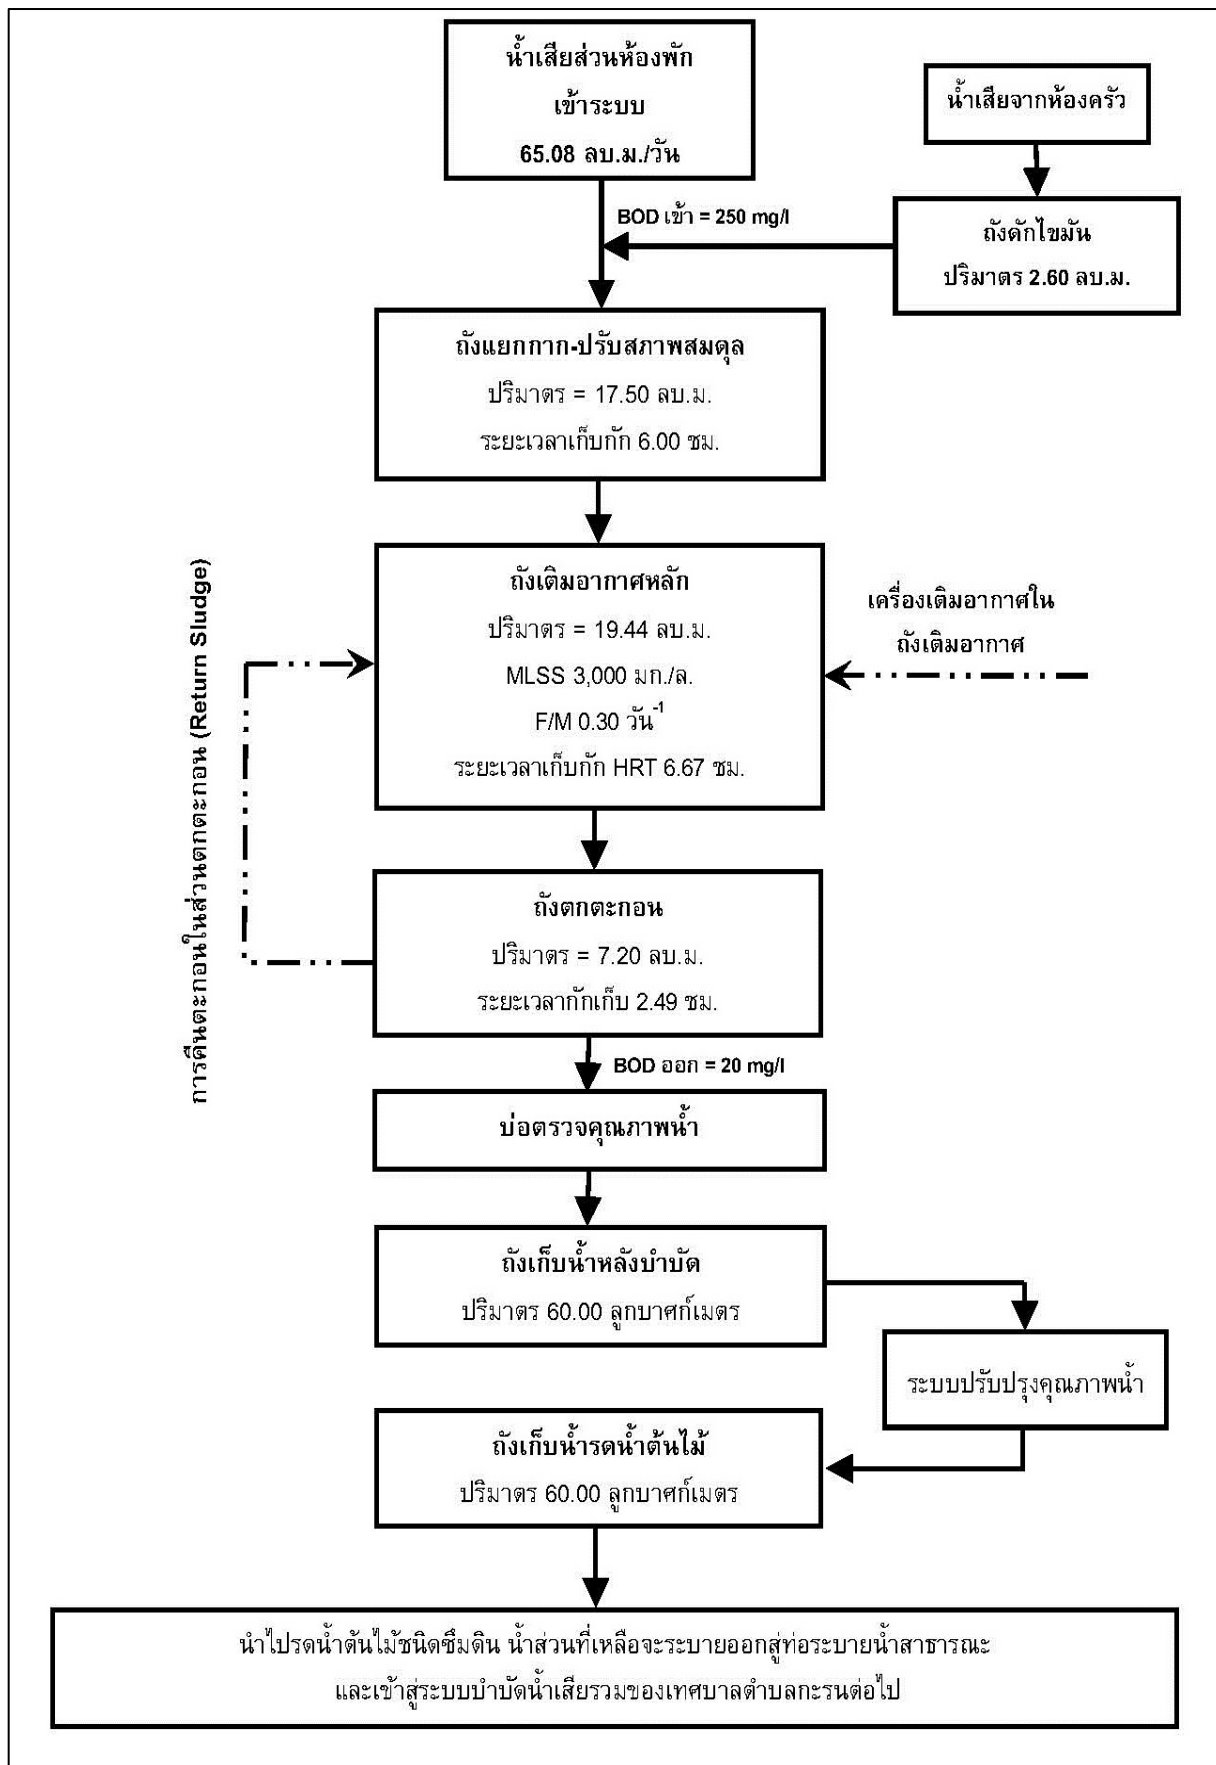 น้ำเสียส่วนห้องพัก
เข้าระบบ
65.08 ลบ.ม./วัน
น้ำเสียจากห้องครัว
BOD เข้า = 250 mg/l
ถังดักไขมัน
ปริมาตร 2.60 ลบ.ม.
ถังแยกกาก-ปรับสภาพสมดุล
ปริมาตร = 17.50 ลบ.ม.
ระยะเวลาเก็บกัก 6.00 ชม.
ถังเติมอากาศหลัก
ปริมาตร = 19.44 ลบ.ม.
MLSS 3,000 มก./ล.
F/M 0.30 วัน⁻¹
ระยะเวลาเก็บกัก HRT 6.67 ชม.
เครื่องเติมอากาศใน
ถังเติมอากาศ
การคืนตะกอนในส่วนตกตะกอน (Return Sludge)
ถังตกตะกอน
ปริมาตร = 7.20 ลบ.ม.
ระยะเวลากักเก็บ 2.49 ชม.
BOD ออก = 20 mg/l
บ่อตรวจคุณภาพน้ำ
ถังเก็บน้ำหลังบำบัด
ปริมาตร 60.00 ลูกบาศก์เมตร
ระบบปรับปรุงคุณภาพน้ำ
ถังเก็บน้ำรดน้ำต้นไม้
ปริมาตร 60.00 ลูกบาศก์เมตร
นำไปรดน้ำต้นไม้ชนิดซึมดิน น้ำส่วนที่เหลือจะระบายออกสู่ท่อระบายน้ำสาธารณะ
และเข้าสู่ระบบบำบัดน้ำเสียรวมของเทศบาลตำบลกะรนต่อไป